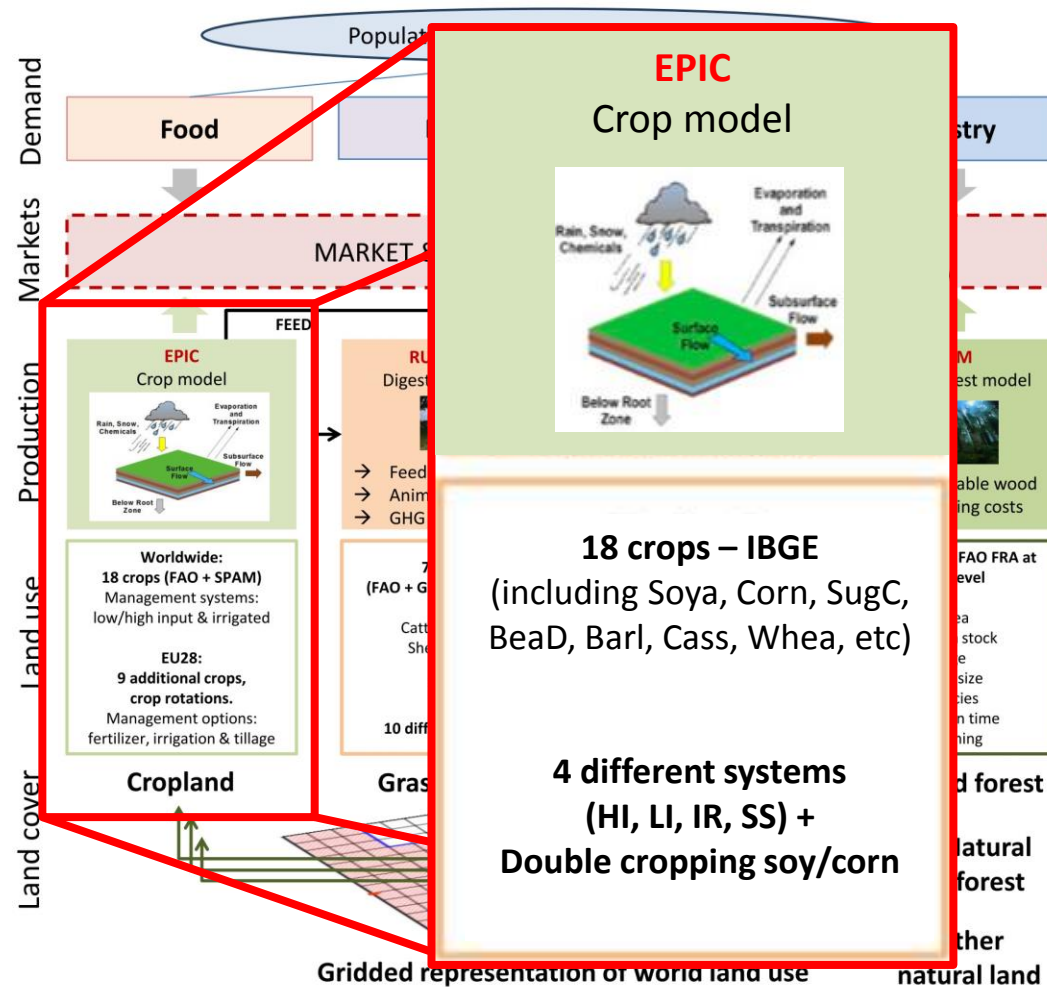 Populat
Demand
Food
stry
Markets
MARKET &
FEED
Production
EPIC
Crop model
Rain, Snow,
Chemicals
Evaporation
and
Transpiration
Surface
Flow
Subsurface
Flow
Below Root
Zone
RU
Digest
→ Feed
→ Anim
→ GHG
M
est model
able wood
ing costs
Land use
Worldwide:
18 crops (FAO + SPAM)
Management systems:
low/high input & irrigated
EU28:
9 additional crops,
crop rotations.
Management options:
fertilizer, irrigation & tillage
7
(FAO + G
Catt
She
10 diff
FAO FRA at
level
ea
stock
e
size
cies
n time
ning
Land cover
Cropland
Gras
d forest
Natural
forest
ther
natural land
Gridded representation of world land use
EPIC
Crop model
Rain, Snow,
Chemicals
Evaporation
and
Transpiration
Surface
Flow
Subsurface
Flow
Below Root
Zone
18 crops – IBGE
(including Soya, Corn, SugC,
BeaD, Barl, Cass, Whea, etc)
4 different systems
(HI, LI, IR, SS) +
Double cropping soy/corn